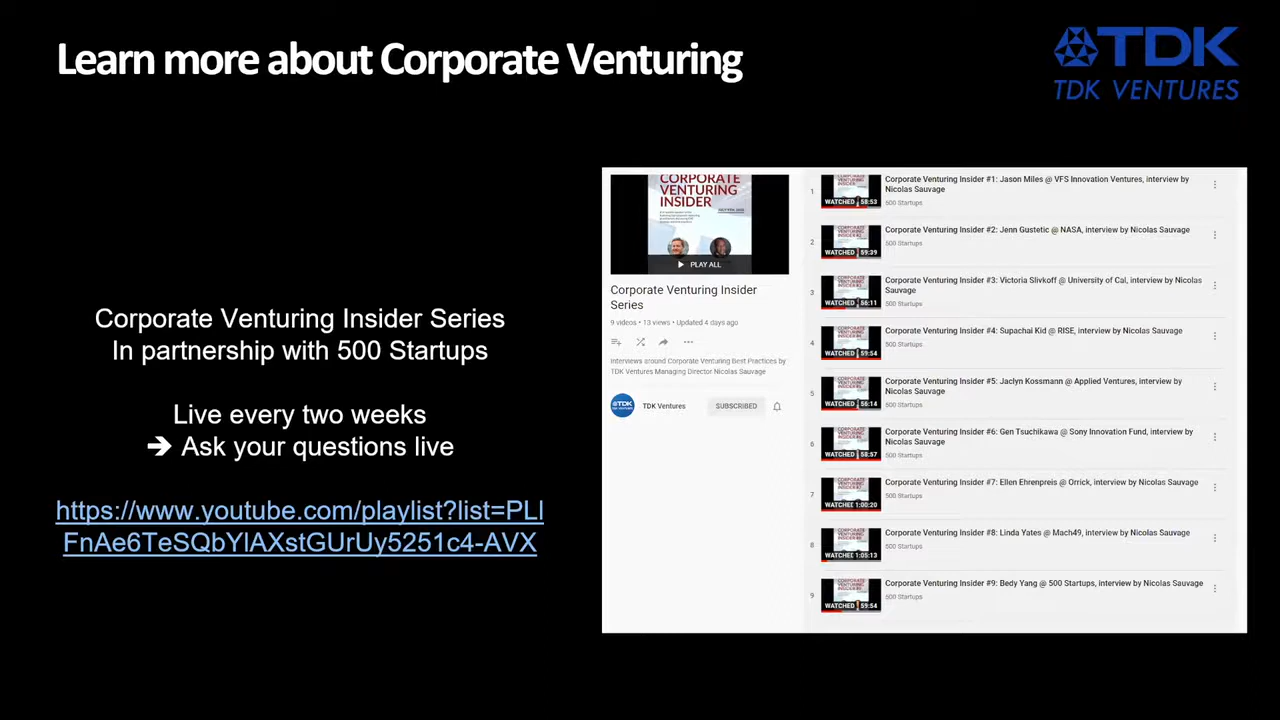 Learn more about Corporate Venturing
TDK
TDK VENTURES
Corporate Venturing Insider Series
In partnership with 500 Startups
Live every two weeks
➔ Ask your questions live
https://www.youtube.com/playlist?list=PLI
FnAe6TeSQbYlAXstGUrUy5251c4-AVX
CORPORATE
VENTURING
INSIDER
PLAY ALL
Corporate Venturing Insider
Series
9 videos • 13 views • Updated 4 days ago
Interviews around Corporate Venturing Best Practices by
TDK Ventures Managing Director Nicolas Sauvage
TDK Ventures
SUBSCRIBED
1
WATCHED 58:53
Corporate Venturing Insider #1: Jason Miles @ VFS Innovation Ventures, interview by
Nicolas Sauvage
500 Startups
2
WATCHED 59:39
Corporate Venturing Insider #2: Jenn Gustetic @ NASA, interview by Nicolas Sauvage
500 Startups
3
WATCHED 56:11
Corporate Venturing Insider #3: Victoria Slivkoff @ University of Cal, interview by Nicolas
Sauvage
500 Startups
4
WATCHED 59:54
Corporate Venturing Insider #4: Supachai Kid @ RISE, interview by Nicolas Sauvage
500 Startups
5
WATCHED 56:14
Corporate Venturing Insider #5: Jaclyn Kossmann @ Applied Ventures, interview by
Nicolas Sauvage
500 Startups
6
WATCHED 58:57
Corporate Venturing Insider #6: Gen Tsuchikawa @ Sony Innovation Fund, interview by
Nicolas Sauvage
500 Startups
7
WATCHED 1:00:20
Corporate Venturing Insider #7: Ellen Ehrenpreis @ Orrick, interview by Nicolas Sauvage
500 Startups
8
WATCHED 1:05:13
Corporate Venturing Insider #8: Linda Yates @ Mach49, interview by Nicolas Sauvage
500 Startups
9
WATCHED 59:54
Corporate Venturing Insider #9: Bedy Yang @ 500 Startups, interview by Nicolas Sauvage
500 Startups